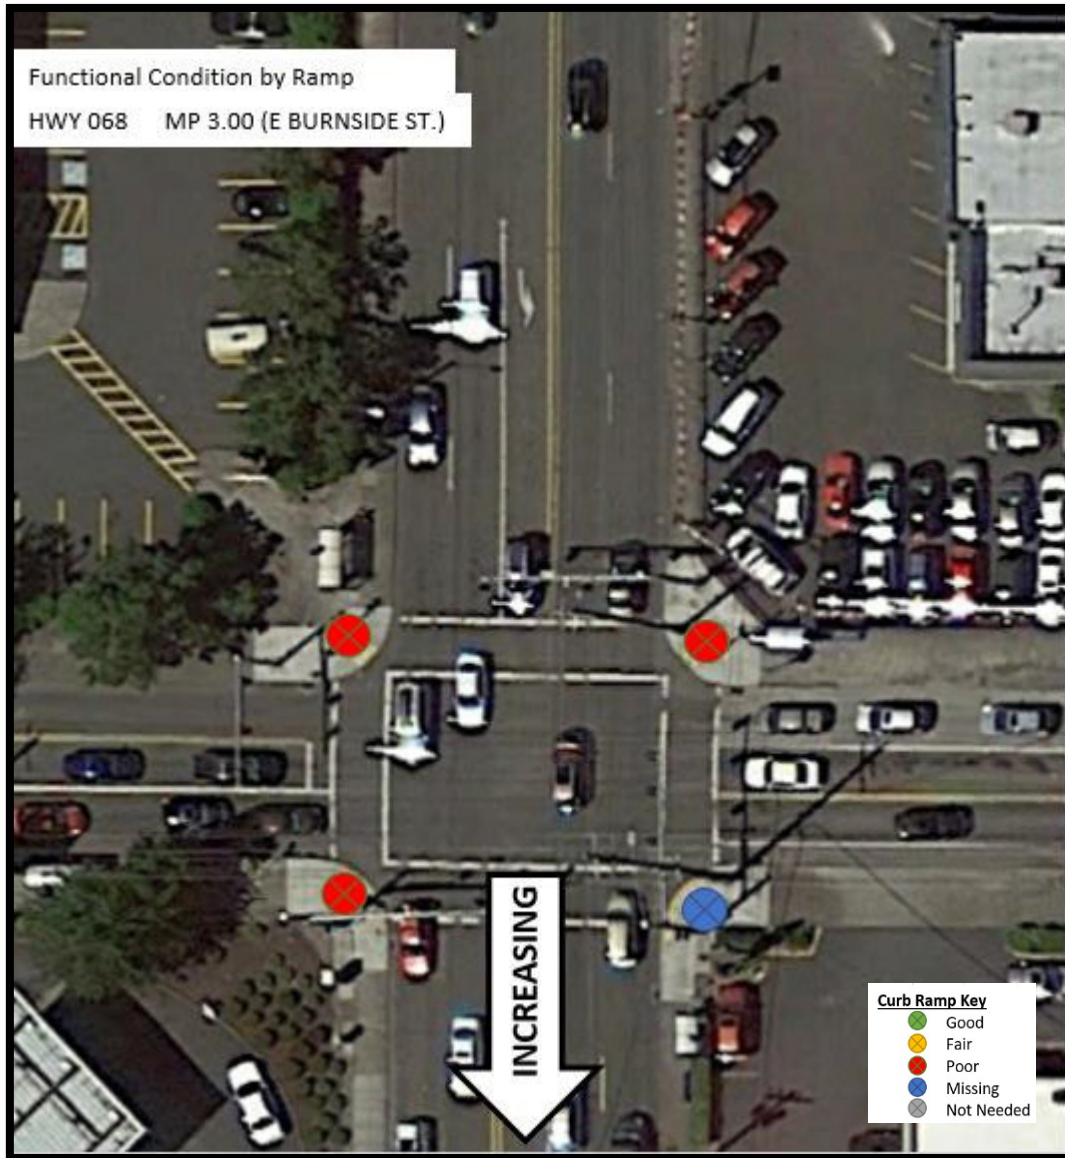 Functional Condition by Ramp
HWY 068 MP 3.00 (E BURNSIDE ST.)
INCREASING
Curb Ramp Key
Good
Fair
Poor
Missing
Not Needed